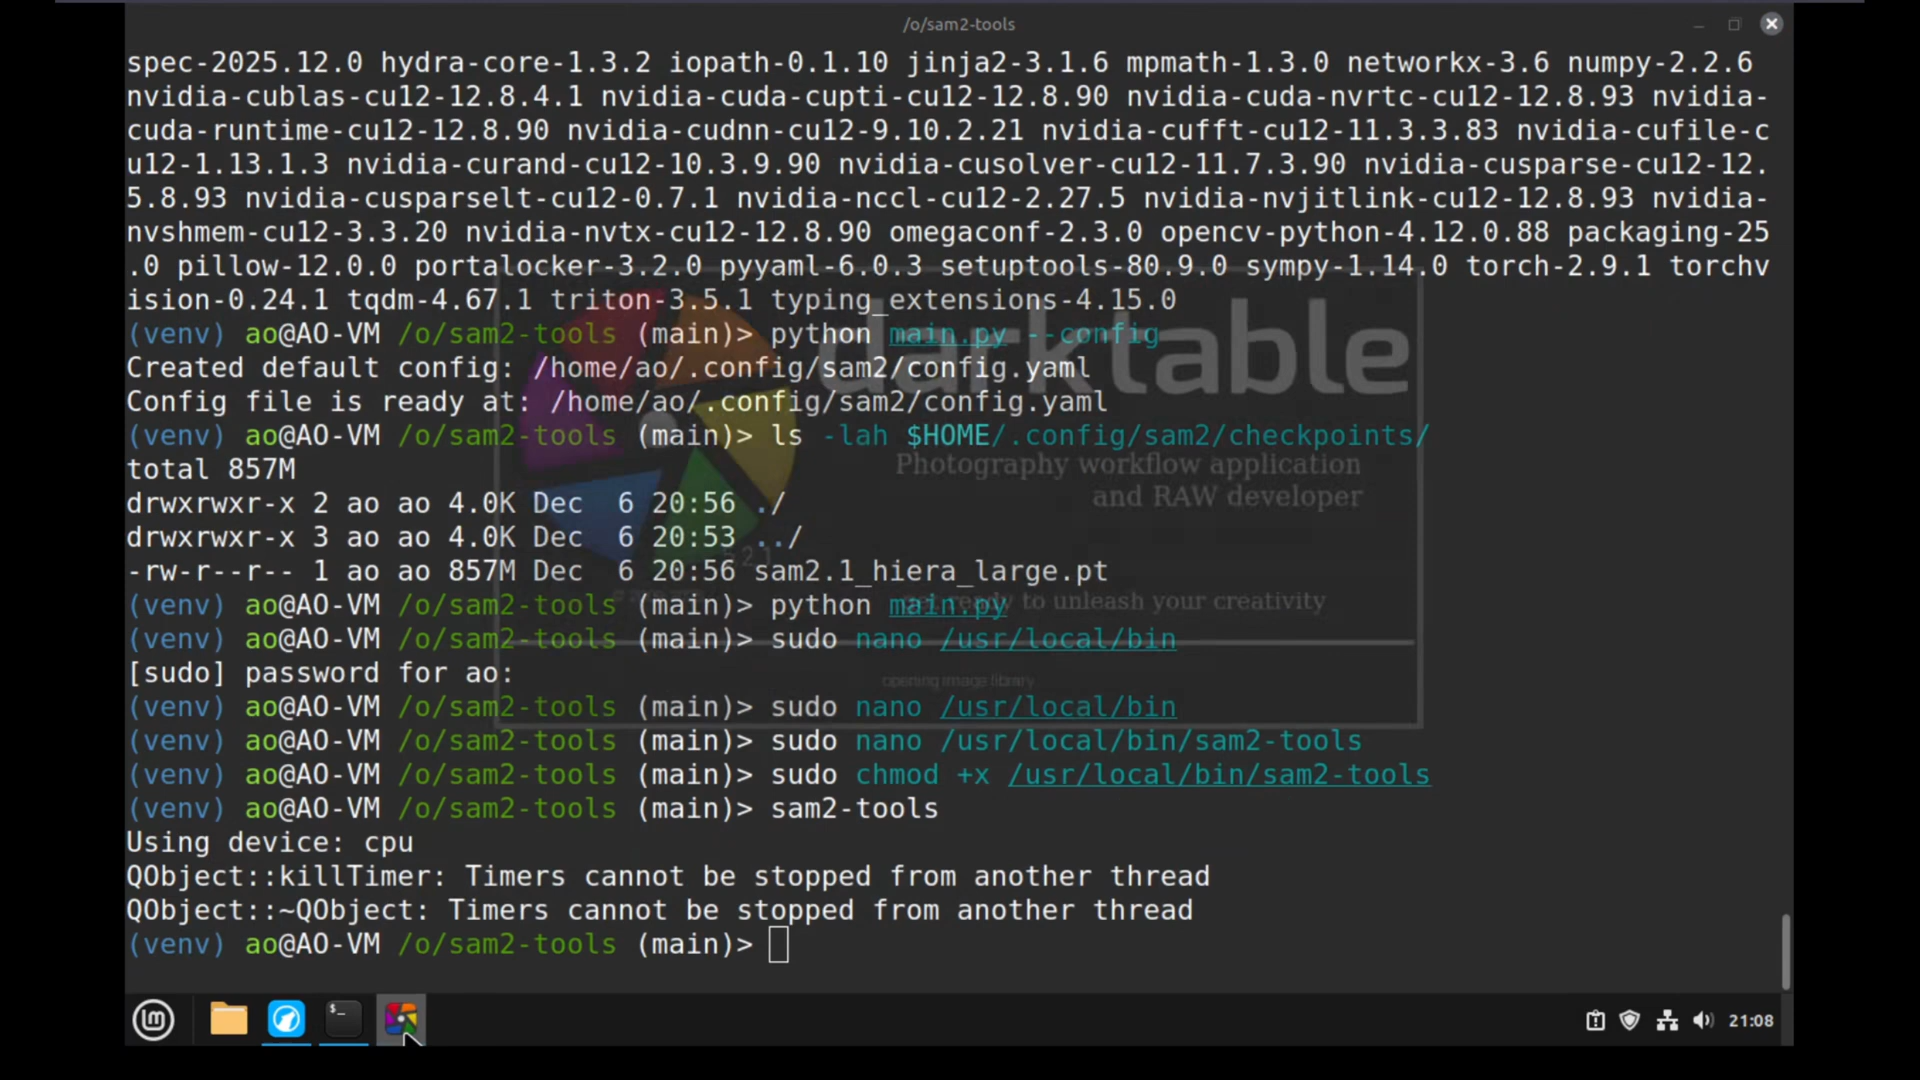 /o/sam2-tools
spec-2025.12.0 hydra-core-1.3.2 iopath-0.1.10 jinja2-3.1.6 mpmath-1.3.0 networkx-3.6 numpy-2.2.6
nvidia-cublas-cu12-12.8.4.1 nvidia-cuda-cupti-cu12-12.8.90 nvidia-cuda-nvrtc-cu12-12.8.93 nvidia-
cuda-runtime-cu12-12.8.90 nvidia-cudnn-cu12-9.10.2.21 nvidia-cufft-cu12-11.3.3.83 nvidia-cufile-c
u12-1.13.1.3 nvidia-curand-cu12-10.3.9.90 nvidia-cusolver-cu12-11.7.3.90 nvidia-cusparse-cu12-12.
5.8.93 nvidia-cusparselt-cu12-0.7.1 nvidia-nccl-cu12-2.27.5 nvidia-nvjitlink-cu12-12.8.93 nvidia-
nvshmem-cu12-3.3.20 nvidia-nvtx-cu12-12.8.90 omegaconf-2.3.0 opencv-python-4.12.0.88 packaging-25
.0 pillow-12.0.0 portalocker-3.2.0 pyyaml-6.0.3 setuptools-80.9.0 sympy-1.14.0 torch-2.9.1 torchv
ision-0.24.1 tqdm-4.67.1 triton-3.5.1 typing_extensions-4.15.0
(venv) ao@AO-VM /o/sam2-tools (main)> python main.py --config
Created default config: /home/ao/.config/sam2/config.yaml
Config file is ready at: /home/ao/.config/sam2/config.yaml
(venv) ao@AO-VM /o/sam2-tools (main)> ls -lah $HOME/.config/sam2/checkpoints/
total 857M
drwxrwxr-x 2 ao ao 4.0K Dec  6 20:56 ./
drwxrwxr-x 3 ao ao 4.0K Dec  6 20:53 ../
-rw-r--r-- 1 ao ao 857M Dec  6 20:56 sam2.1_hiera_large.pt
(venv) ao@AO-VM /o/sam2-tools (main)> python main.py
(venv) ao@AO-VM /o/sam2-tools (main)> sudo nano /usr/local/bin
[sudo] password for ao:
(venv) ao@AO-VM /o/sam2-tools (main)> sudo nano /usr/local/bin
(venv) ao@AO-VM /o/sam2-tools (main)> sudo nano /usr/local/bin/sam2-tools
(venv) ao@AO-VM /o/sam2-tools (main)> sudo chmod +x /usr/local/bin/sam2-tools
(venv) ao@AO-VM /o/sam2-tools (main)> sam2-tools
Using device: cpu
QObject::killTimer: Timers cannot be stopped from another thread
QObject::~QObject: Timers cannot be stopped from another thread
(venv) ao@AO-VM /o/sam2-tools (main)>
darktable
Photography workflow application
and RAW developer
get ready to unleash your creativity
opening image library
21:08